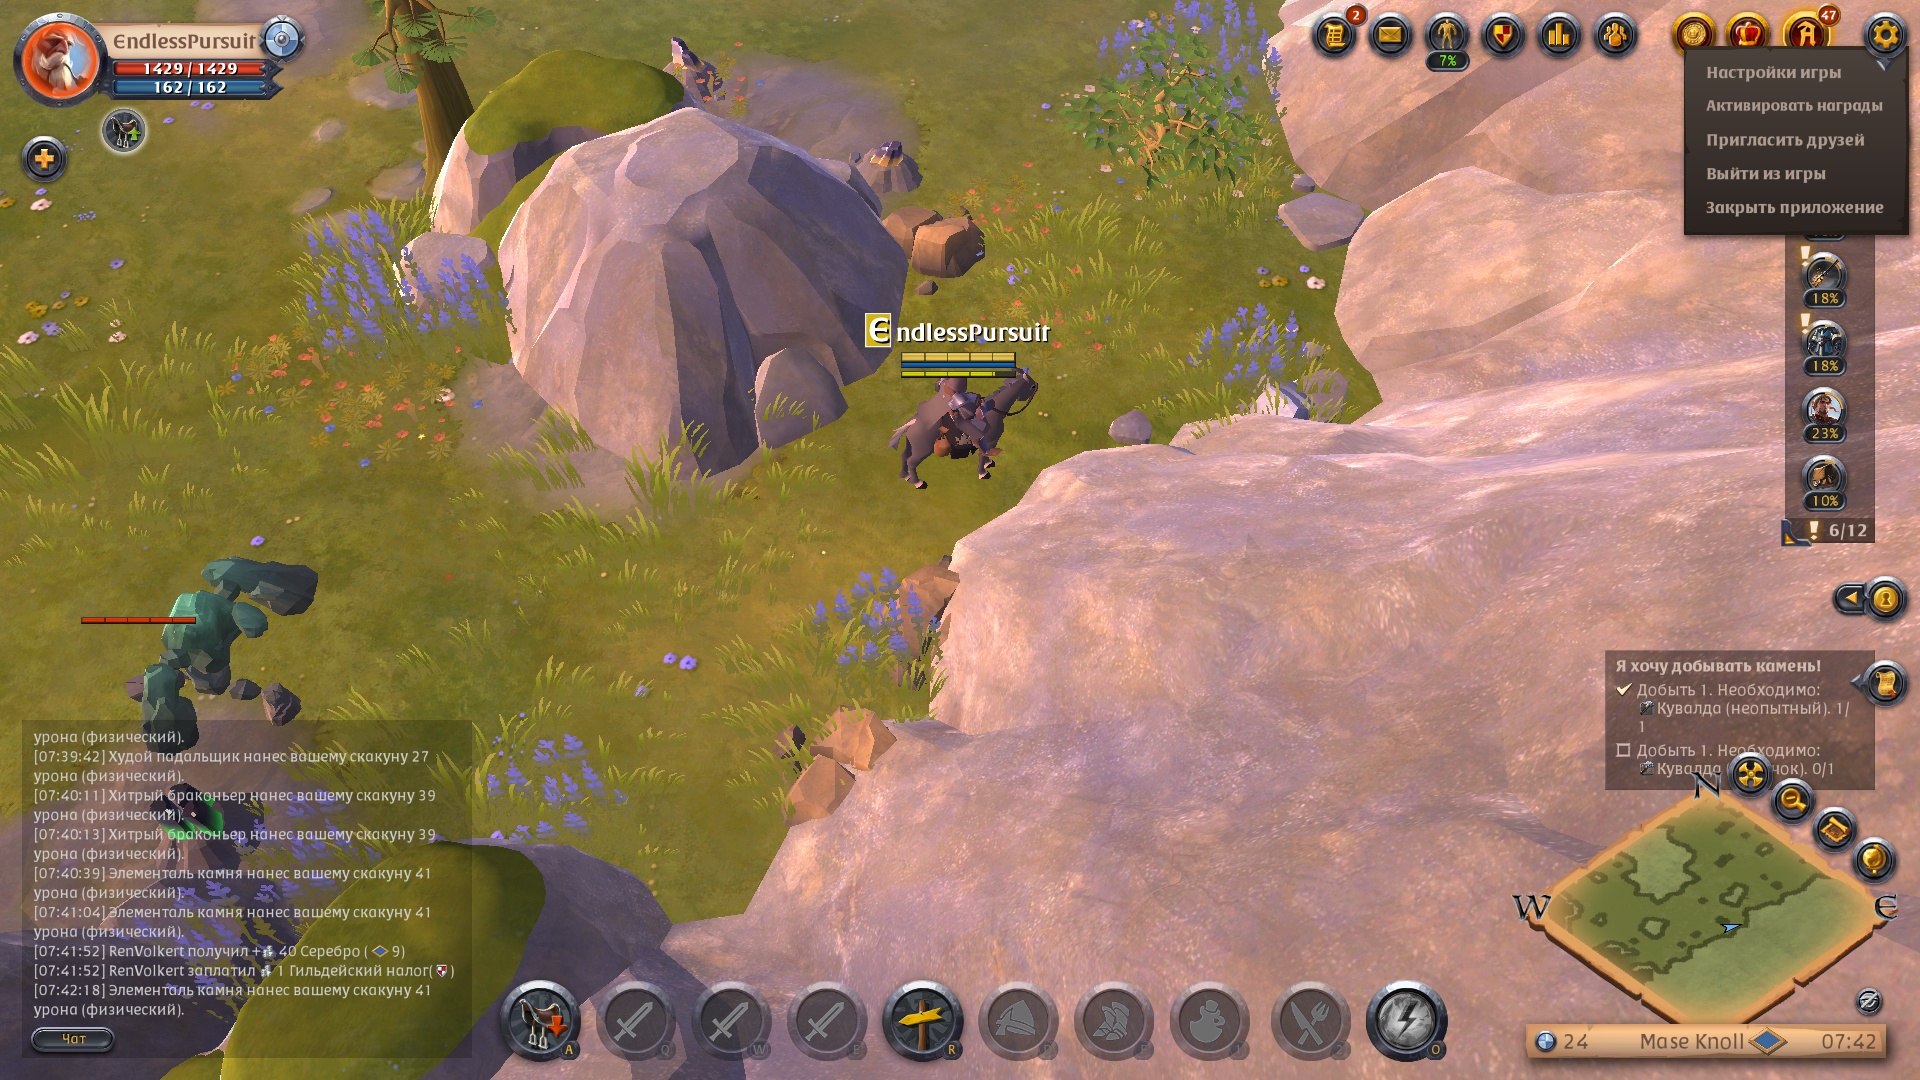 EndlessPursuit
1429 / 1429
162 / 162
2
7%
47
Настройки игры
Активировать награды
Пригласить друзей
Выйти из игры
Закрыть приложение
18%
18%
23%
10%
6/12
EndlessPursuit
Я хочу добывать камень!
Добыть 1. Необходимо:
Кувалда (неопытный). 1/
1
Добыть 1. Необходимо:
Кувалда
чок). 0/1
урона (физический).
[07:39:42] Худой падальщик нанес вашему скакуну 27
урона (физический).
[07:40:11] Хитрый браконьер нанес вашему скакуну 39
урона (физический).
[07:40:13] Хитрый браконьер нанес вашему скакуну 39
урона (физический).
[07:40:39] Элементаль камня нанес вашему скакуну 41
урона (физический).
[07:41:04] Элементаль камня нанес вашему скакуну 41
урона (физический).
[07:41:52] RenVolkert получил + 40 Серебро ( 9)
[07:41:52] RenVolkert заплатил 1 Гильдейский налог( )
[07:42:18] Элементаль камня нанес вашему скакуну 41
урона (физический).
Чат
A
Q
W
E
R
O
N
W
E
24
Mase Knoll
07:42